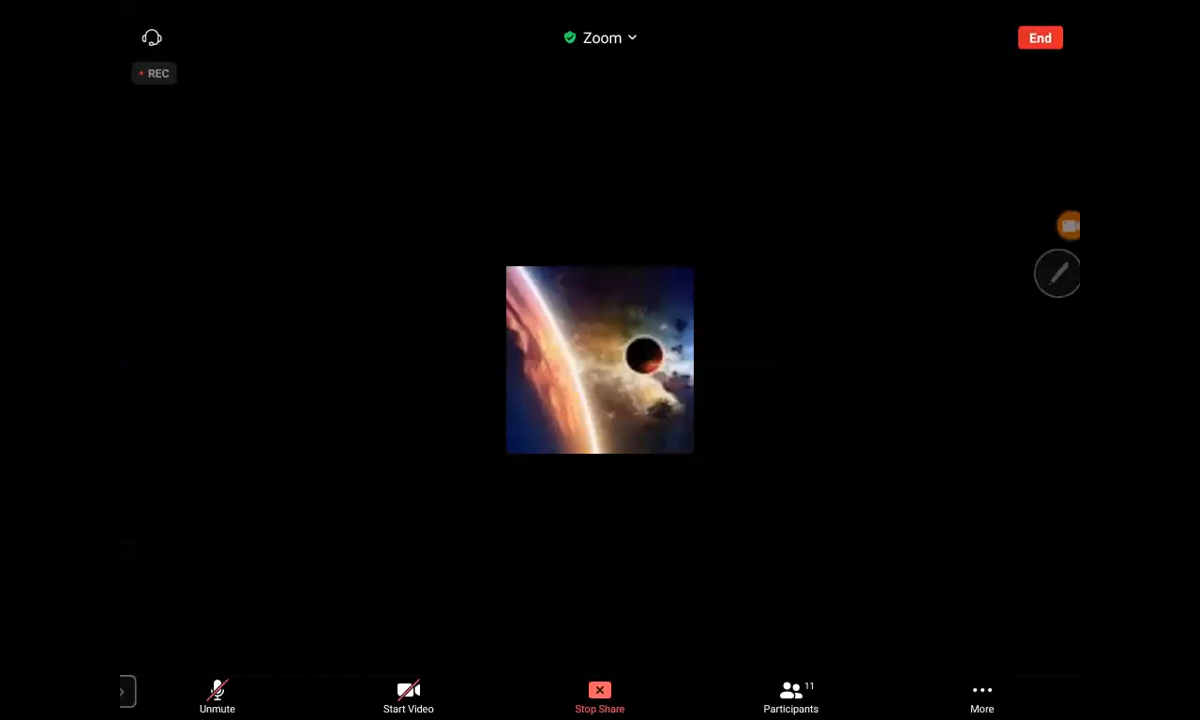 Zoom
End
REC
11
Unmute
Start Video
Stop Share
Participants
More